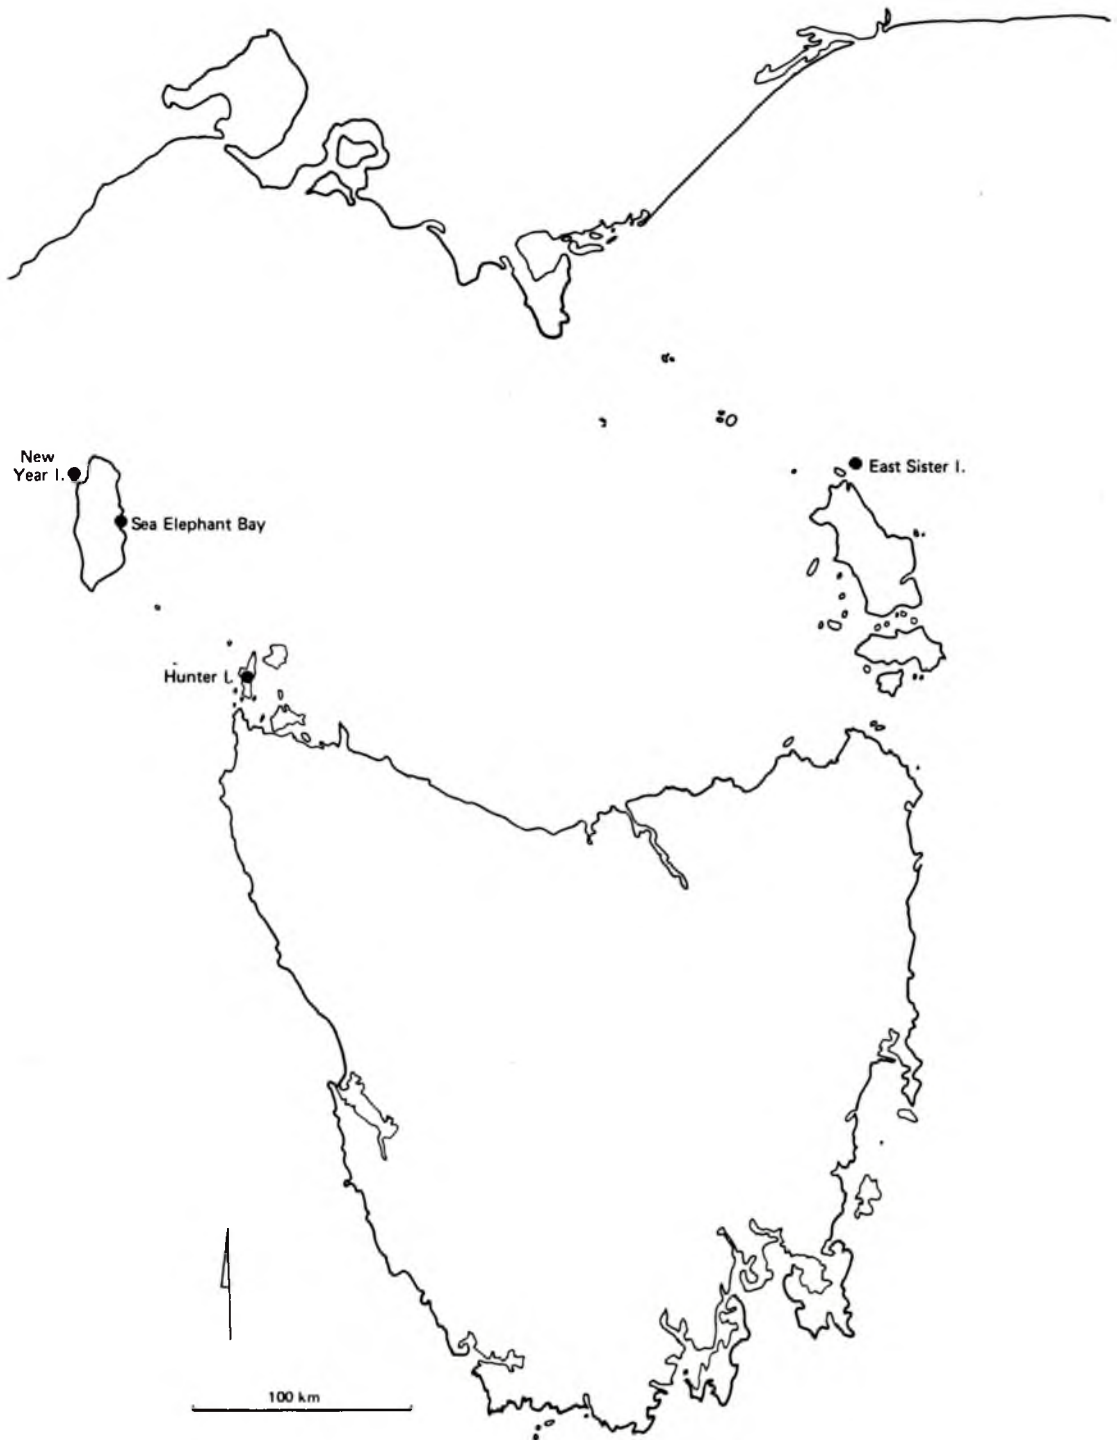 New
Year I.
East Sister I.
Sea Elephant Bay
Hunter I.
100 km